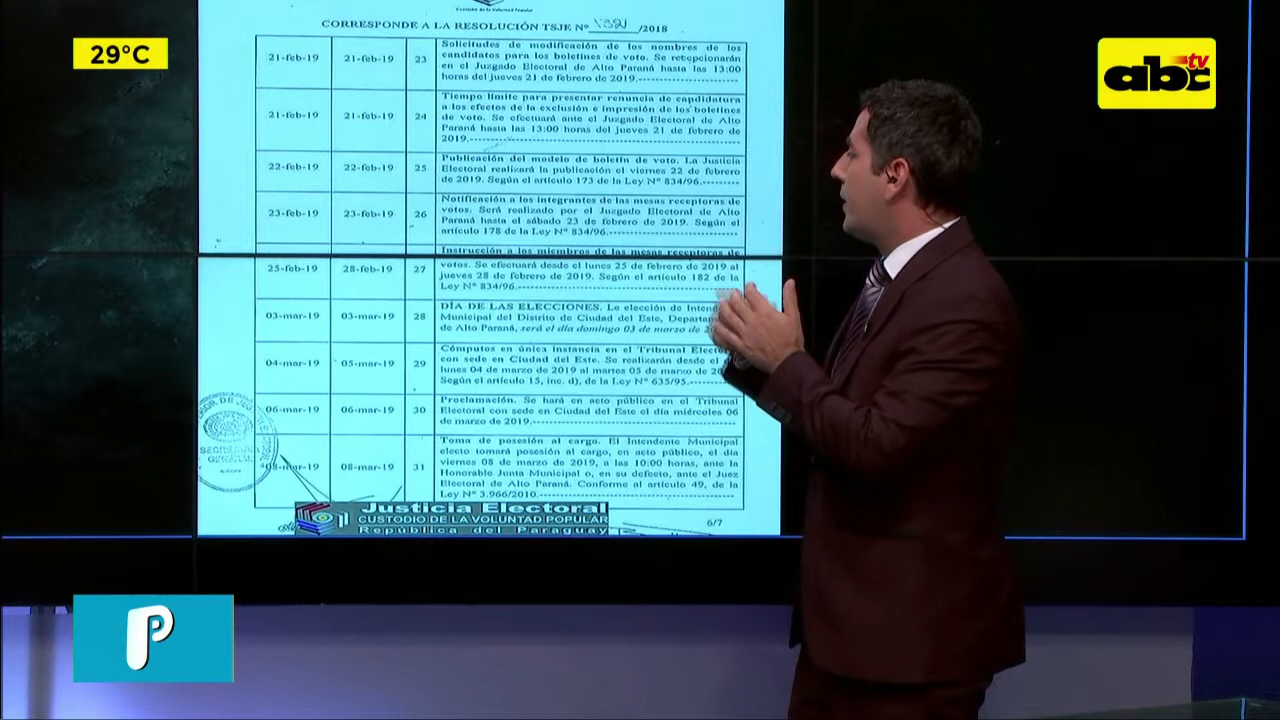 Custodio de la Voluntad Popular
CORRESPONDE A LA RESOLUCIÓN TSJE Nº 1321/2018
29°C
abc tv
21-feb-19 21-feb-19 23 Solicitudes de modificación de los nombres de los
candidatos para los boletines de voto. Se recepcionarán
en el Juzgado Electoral de Alto Paraná hasta las 13:00
horas del jueves 21 de febrero de 2019.
21-feb-19 21-feb-19 24 Tiempo límite para presentar renuncia de candidatura
a los efectos de la exclusión e impresión de los boletines
de voto. Se efectuará ante el Juzgado Electoral de Alto
Paraná hasta las 13:00 horas del jueves 21 de febrero de
2019.
22-feb-19 22-feb-19 25 Publicación del modelo de boletín de voto. La Justicia
Electoral realizará la publicación el viernes 22 de febrero
de 2019. Según el artículo 173 de la Ley Nº 834/96.
23-feb-19 23-feb-19 26 Notificación a los integrantes de las mesas receptoras de
votos. Será realizado por el Juzgado Electoral de Alto
Paraná hasta el sábado 23 de febrero de 2019. Según el
artículo 178 de la Ley Nº 834/96.
25-feb-19 28-feb-19 27 Instrucción a los miembros de las mesas receptoras de
votos. Se efectuará desde el lunes 25 de febrero de 2019 al
jueves 28 de febrero de 2019. Según el artículo 182 de la
Ley Nº 834/96.
03-mar-19 03-mar-19 28 DÍA DE LAS ELECCIONES. La elección de Intende
Municipal del Distrito de Ciudad del Este, Departam
de Alto Paraná, será el día domingo 03 de marzo de 2
04-mar-19 05-mar-19 29 Cómputos en única instancia en el Tribunal Elect
con sede en Ciudad del Este. Se realizarán desde el d
lunes 04 de marzo de 2019 al martes 05 de marzo de 20
Según el artículo 15, inc. d), de la Ley Nº 635/95.
06-mar-19 06-mar-19 30 Proclamación. Se hará en acto público en el Tribunal
Electoral con sede en Ciudad del Este el día miércoles 06
de marzo de 2019.
08-mar-19 08-mar-19 31 Toma de posesión al cargo. El Intendente Municipal
electo tomará posesión al cargo, en acto público, el día
viernes 08 de marzo de 2019, a las 10:00 horas, ante la
Honorable Junta Municipal o, en su defecto, ante el Juez
Electoral de Alto Paraná. Conforme al artículo 49, de la
Ley Nº 3.966/2010.
SECRETARÍA
GENERAL
Justicia Electoral
CUSTODIO DE LA VOLUNTAD POPULAR
República del Paraguay
6/7
P